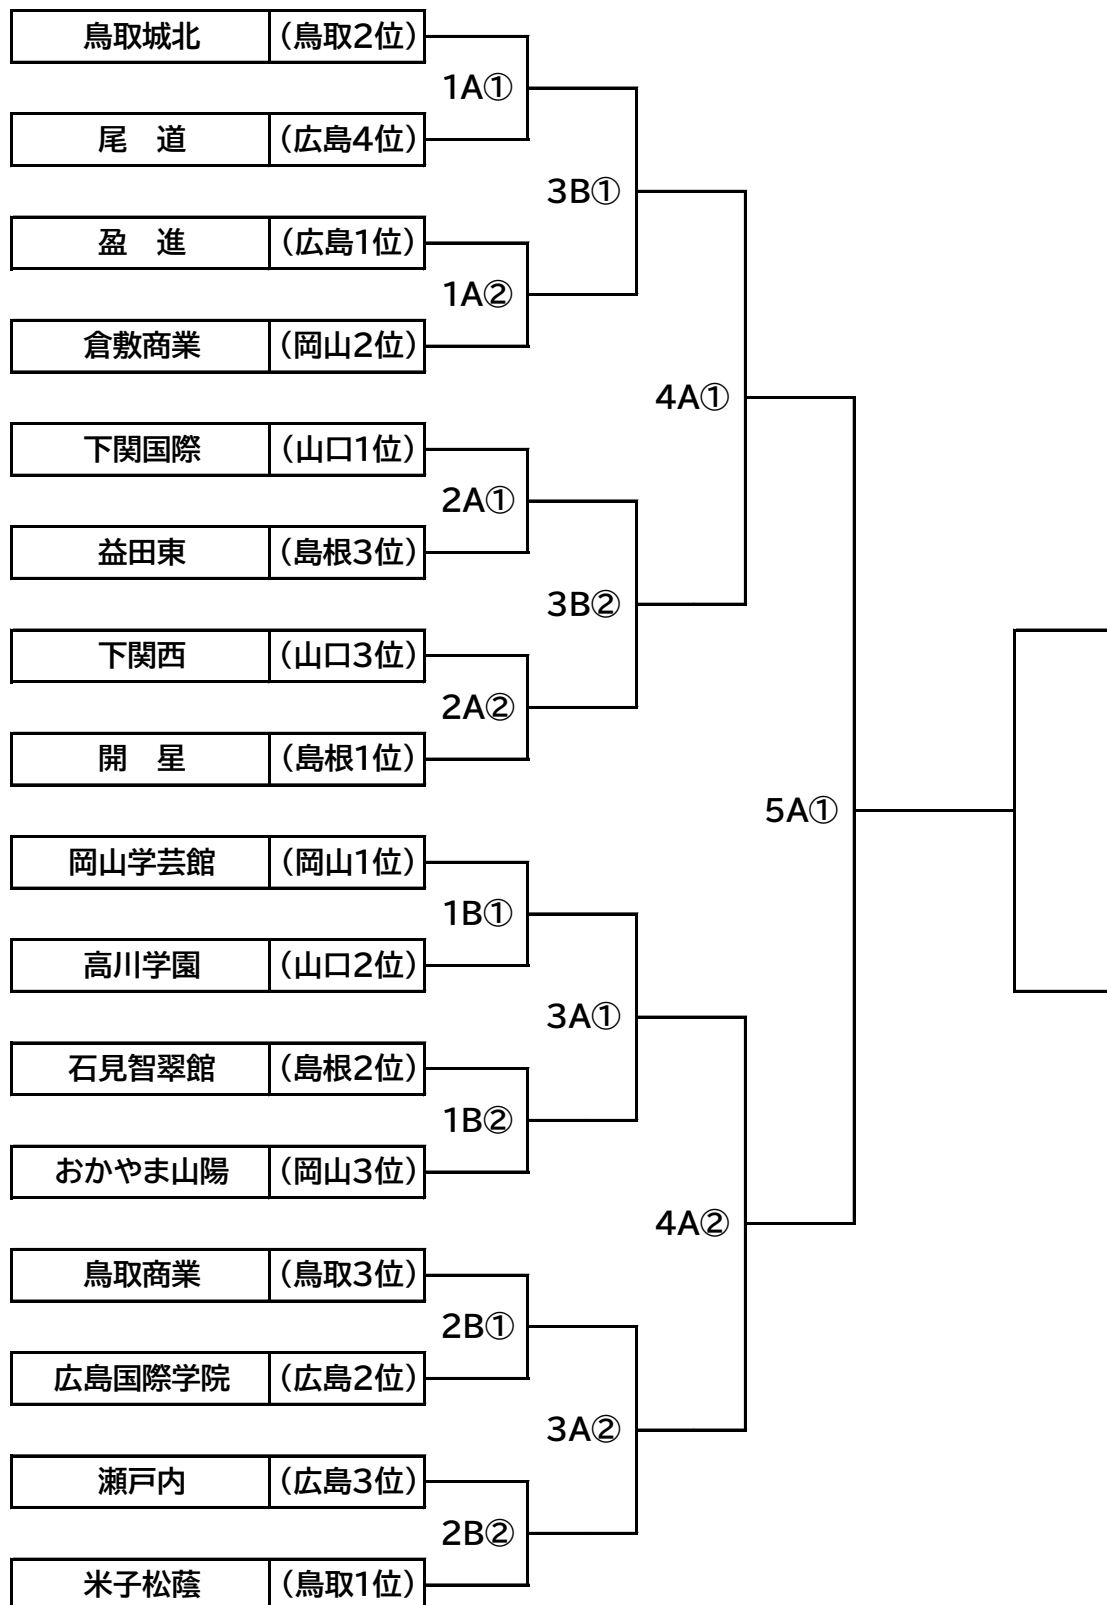 鳥取城北 (鳥取2位)
1A①
尾　道 (広島4位)
3B①
盈　進 (広島1位)
1A②
倉敷商業 (岡山2位)
4A①
下関国際 (山口1位)
2A①
益田東 (島根3位)
3B②
下関西 (山口3位)
2A②
開　星 (島根1位)
5A①
岡山学芸館 (岡山1位)
1B①
高川学園 (山口2位)
3A①
石見智翠館 (島根2位)
1B②
おかやま山陽 (岡山3位)
4A②
鳥取商業 (鳥取3位)
2B①
広島国際学院 (広島2位)
3A②
瀬戸内 (広島3位)
2B②
米子松蔭 (鳥取1位)